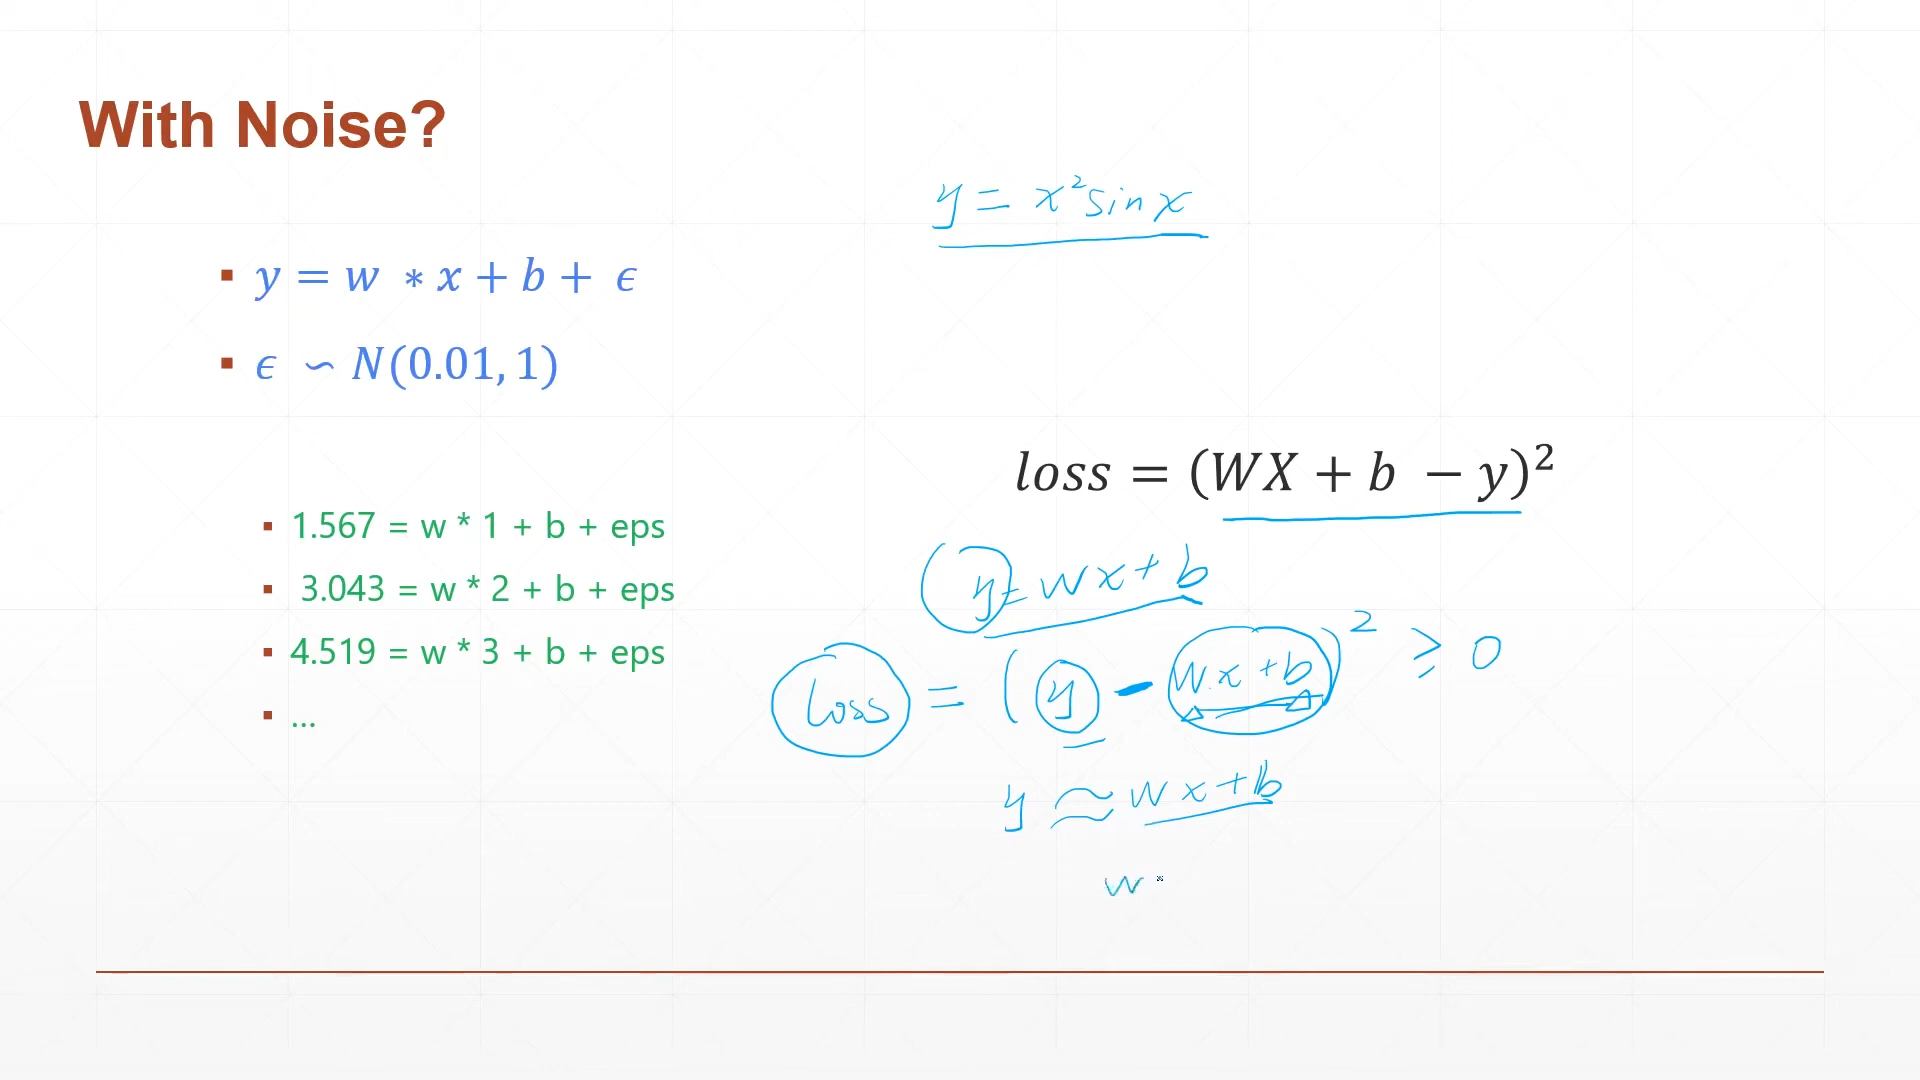 With Noise?
y = x² sin x
▪ y = w * x + b + ϵ
▪ ϵ ∽ N(0.01, 1)
loss = (WX + b − y)²
▪ 1.567 = w * 1 + b + eps
▪ 3.043 = w * 2 + b + eps
▪ 4.519 = w * 3 + b + eps
▪ ...
y = wx + b
loss = (y - wx + b)² ≥ 0
y ≈ wx + b
w